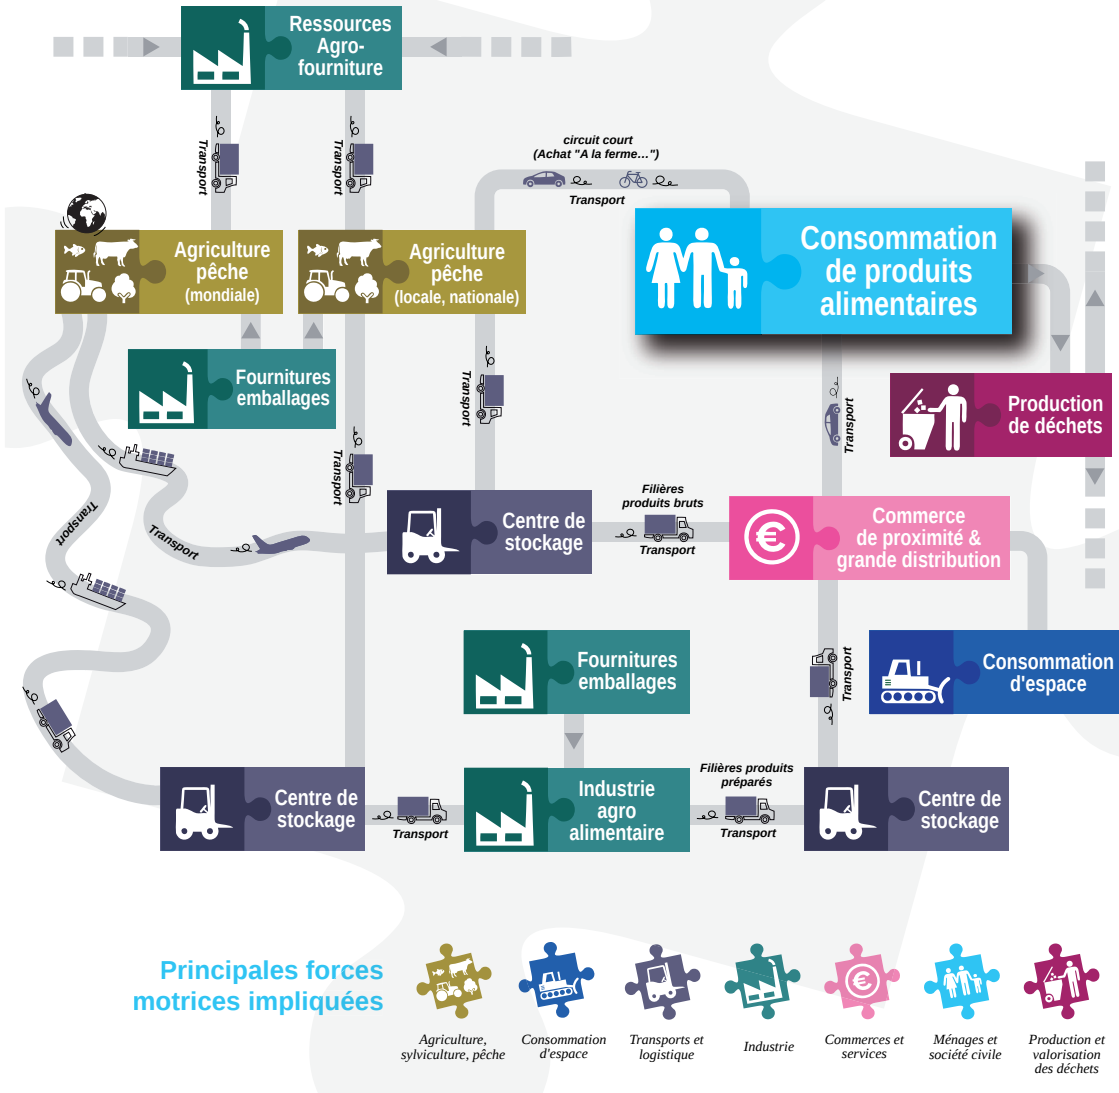 Ressources
Agro-
fourniture
Transport
Transport
circuit court
(Achat "A la ferme…")
Transport
Agriculture
pêche
(mondiale)
Agriculture
pêche
(locale, nationale)
Consommation
de produits
alimentaires
Fournitures
emballages
Transport
Transport
Production
de déchets
Transport
Transport
Transport
Centre de
stockage
Filières
produits bruts
Transport
€
Commerce
de proximité &
grande distribution
Fournitures
emballages
Transport
Consommation
d'espace
Centre de
stockage
Transport
Industrie
agro
alimentaire
Filières produits
préparés
Transport
Centre de
stockage
Principales forces
motrices impliquées
€
Agriculture,
sylviculture, pêche
Consommation
d'espace
Transports et
logistique
Industrie
Commerces et
services
Ménages et
société civile
Production et
valorisation
des déchets